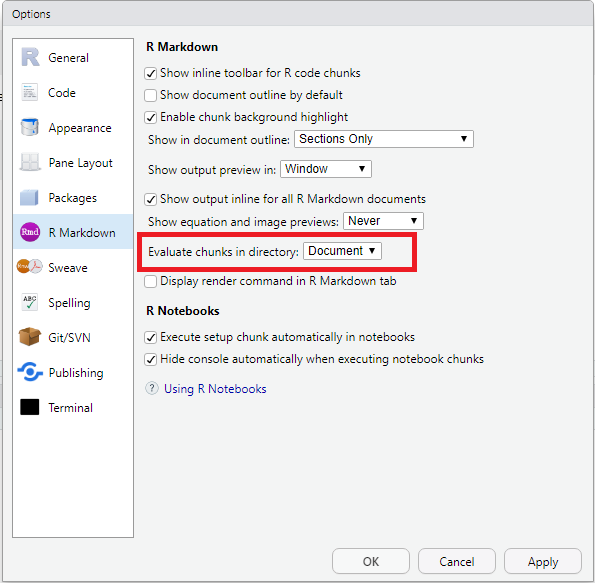 Options
General
Code
Appearance
Pane Layout
Packages
Rmd R Markdown
Rnw Sweave
ABC Spelling
Git/SVN
Publishing
Terminal
R Markdown
Show inline toolbar for R code chunks
Show document outline by default
Enable chunk background highlight
Show in document outline: Sections Only
Show output preview in: Window
Show output inline for all R Markdown documents
Show equation and image previews: Never
Evaluate chunks in directory: Document
Display render command in R Markdown tab
R Notebooks
Execute setup chunk automatically in notebooks
Hide console automatically when executing notebook chunks
? Using R Notebooks
OK Cancel Apply